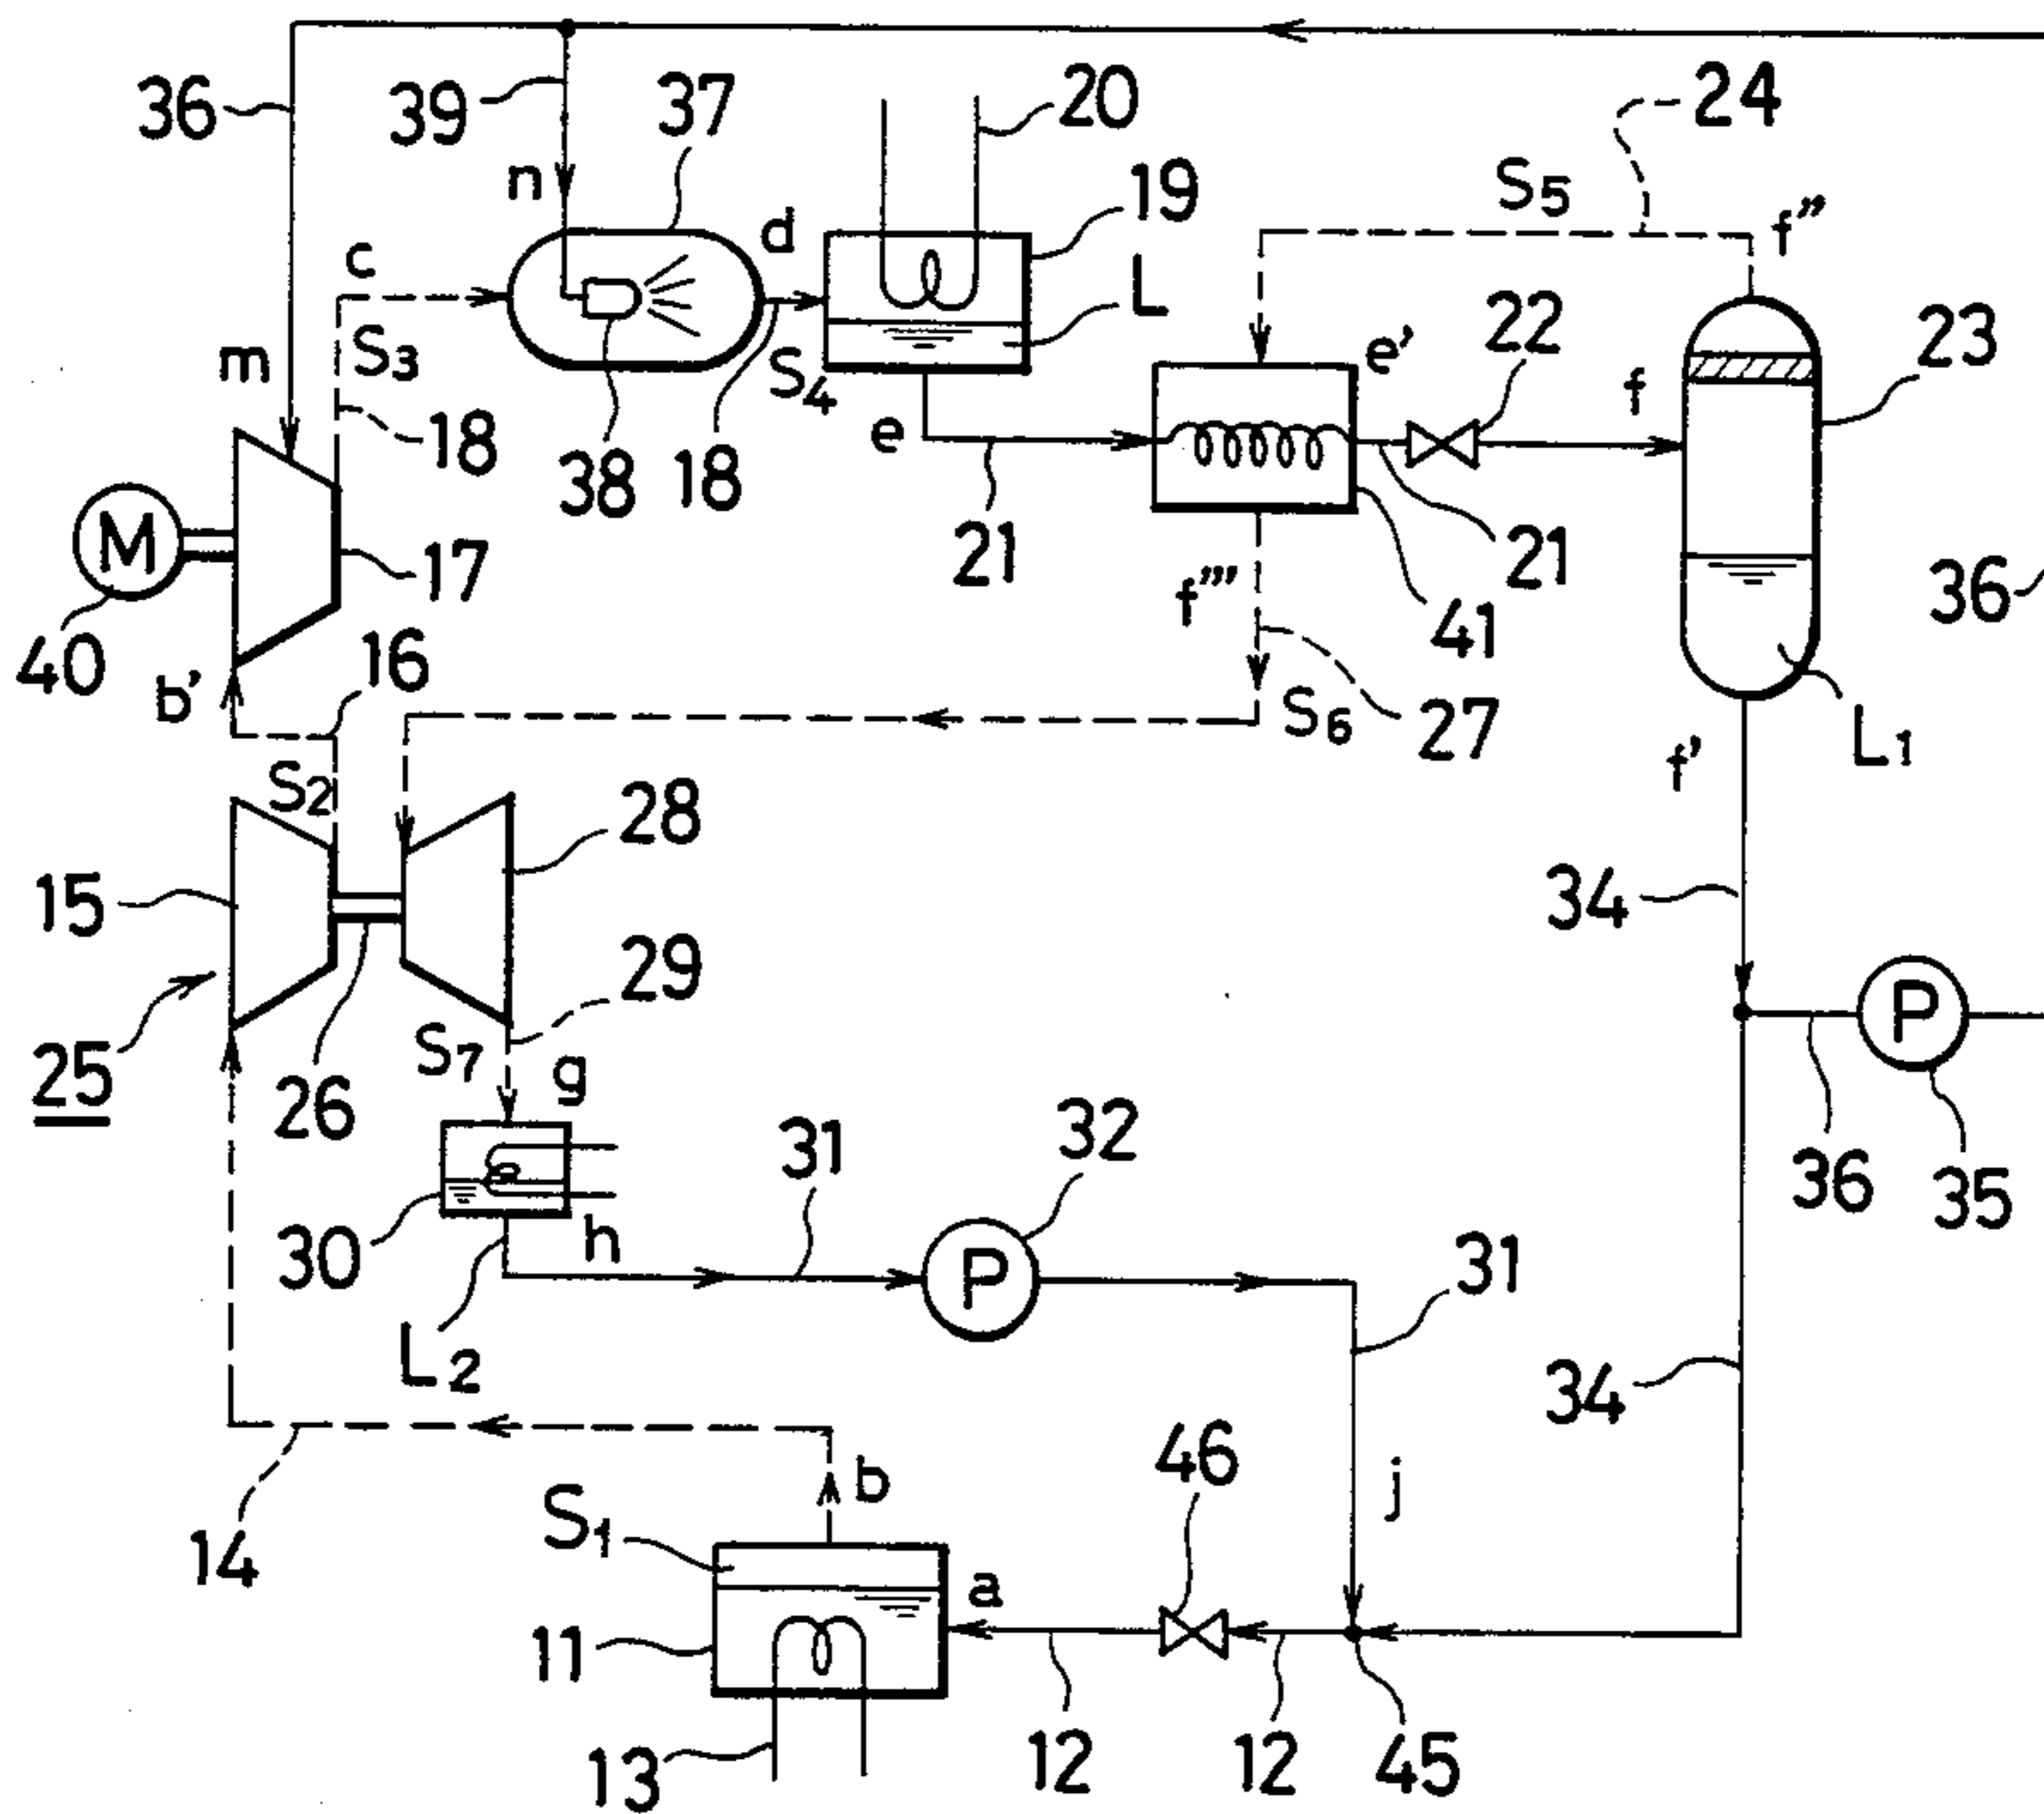 24
20
37
39
36
S5
f″
n
d
19
c
L
22
e'
f
23
m
S3
S4
e
18
38
18
21
21
36
M
17
f‴
41
40
16
b'
S6
27
L1
f'
S2
28
15
34
29
25
26
S7
g
P
32
31
36
35
30
h
P
31
L2
34
46
b
j
S1
14
a
11
13
12
12
45